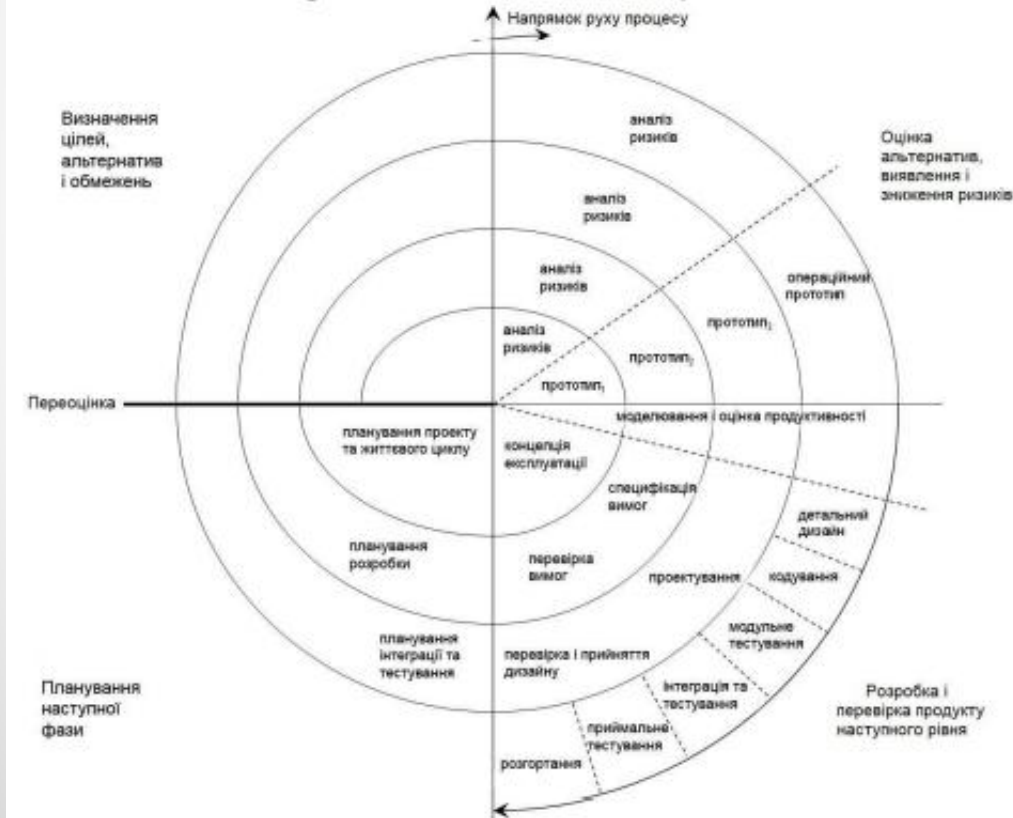 Напрямок руху процесу
Визначення
цілей,
альтернатив
і обмежень
аналіз
ризиків
Оцінка
альтернатив,
виявлення і
зниження ризиків
аналіз
ризиків
аналіз
ризиків
операційний
прототип
прототип₃
аналіз
ризиків
прототип₂
прототип₁
Переоцінка
моделювання і оцінка продуктивності
планування проекту
та життєвого циклу
концепція
експлуатації
специфікація
вимог
детальний
дизайн
планування
розробки
перевірка
вимог
проектування
кодування
модульне
тестування
планування
інтеграції та
тестування
перевірка і прийняття
дизайну
інтеграція та
тестування
Планування
наступної
фази
Розробка і
перевірка продукту
наступного рівня
приймальне
тестування
розгортання